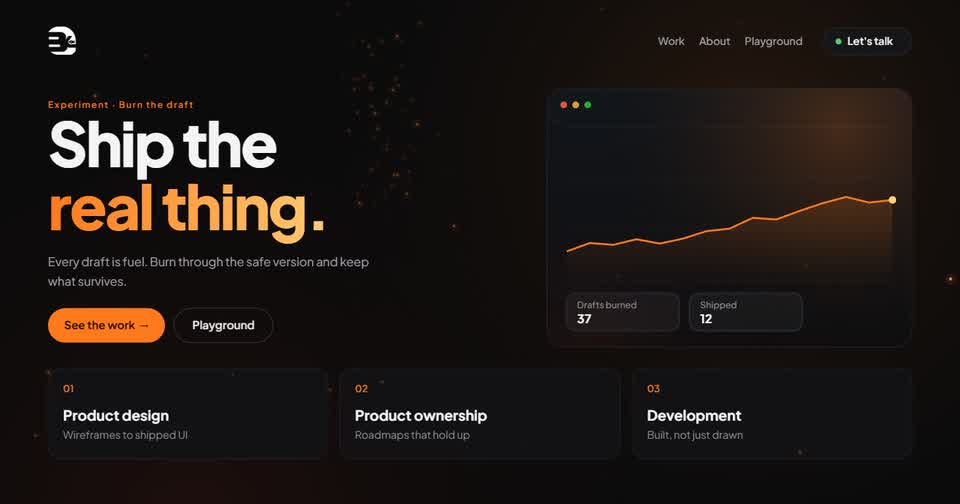 Work About Playground Let's talk
Experiment · Burn the draft
Ship the
real thing.
Every draft is fuel. Burn through the safe version and keep
what survives.
See the work → Playground
Drafts burned
37
Shipped
12
01
Product design
Wireframes to shipped UI
02
Product ownership
Roadmaps that hold up
03
Development
Built, not just drawn